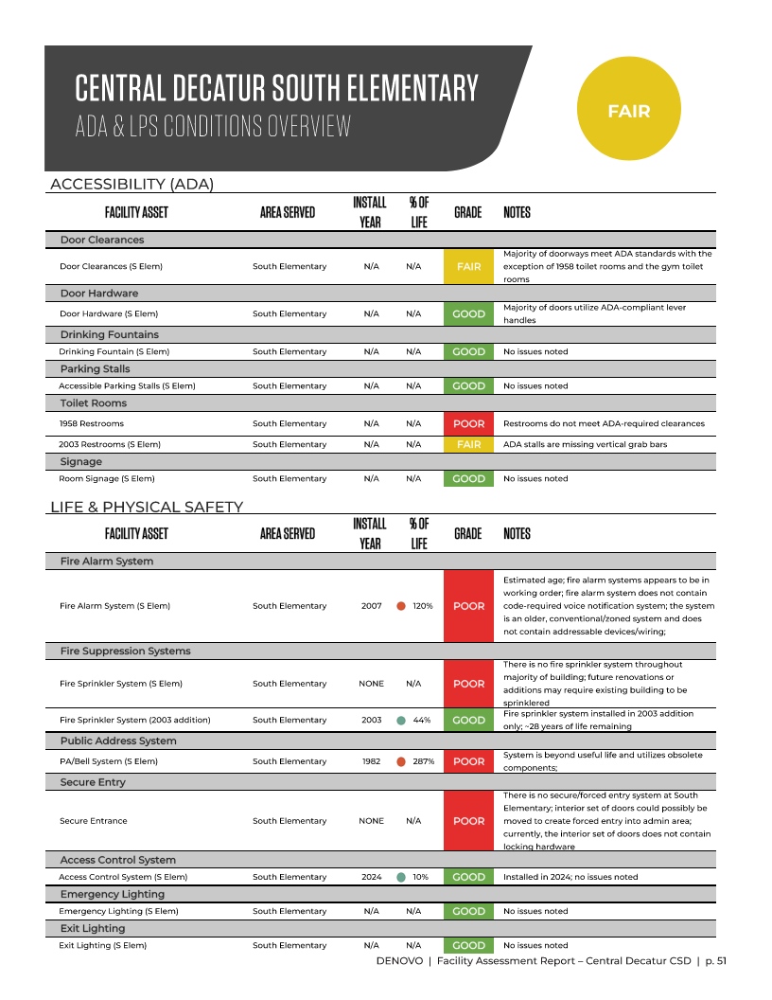 CENTRAL DECATUR SOUTH ELEMENTARY
ADA & LPS CONDITIONS OVERVIEW
FAIR
ACCESSIBILITY (ADA)
FACILITY ASSET AREA SERVED INSTALL YEAR % OF LIFE GRADE NOTES
Door Clearances
Door Clearances (S Elem) South Elementary N/A N/A FAIR Majority of doorways meet ADA standards with the
exception of 1958 toilet rooms and the gym toilet
rooms
Door Hardware
Door Hardware (S Elem) South Elementary N/A N/A GOOD Majority of doors utilize ADA-compliant lever
handles
Drinking Fountains
Drinking Fountain (S Elem) South Elementary N/A N/A GOOD No issues noted
Parking Stalls
Accessible Parking Stalls (S Elem) South Elementary N/A N/A GOOD No issues noted
Toilet Rooms
1958 Restrooms South Elementary N/A N/A POOR Restrooms do not meet ADA-required clearances
2003 Restrooms (S Elem) South Elementary N/A N/A FAIR ADA stalls are missing vertical grab bars
Signage
Room Signage (S Elem) South Elementary N/A N/A GOOD No issues noted
LIFE & PHYSICAL SAFETY
FACILITY ASSET AREA SERVED INSTALL YEAR % OF LIFE GRADE NOTES
Fire Alarm System
Fire Alarm System (S Elem) South Elementary 2007 120% POOR Estimated age; fire alarm systems appears to be in
working order; fire alarm system does not contain
code-required voice notification system; the system
is an older, conventional/zoned system and does
not contain addressable devices/wiring;
Fire Suppression Systems
Fire Sprinkler System (S Elem) South Elementary NONE N/A POOR There is no fire sprinkler system throughout
majority of building; future renovations or
additions may require existing building to be
sprinklered
Fire Sprinkler System (2003 addition) South Elementary 2003 44% GOOD Fire sprinkler system installed in 2003 addition
only; ~28 years of life remaining
Public Address System
PA/Bell System (S Elem) South Elementary 1982 287% POOR System is beyond useful life and utilizes obsolete
components;
Secure Entry
Secure Entrance South Elementary NONE N/A POOR There is no secure/forced entry system at South
Elementary; interior set of doors could possibly be
moved to create forced entry into admin area;
currently, the interior set of doors does not contain
locking hardware
Access Control System
Access Control System (S Elem) South Elementary 2024 10% GOOD Installed in 2024; no issues noted
Emergency Lighting
Emergency Lighting (S Elem) South Elementary N/A N/A GOOD No issues noted
Exit Lighting
Exit Lighting (S Elem) South Elementary N/A N/A GOOD No issues noted
DENOVO | Facility Assessment Report – Central Decatur CSD | p. 51